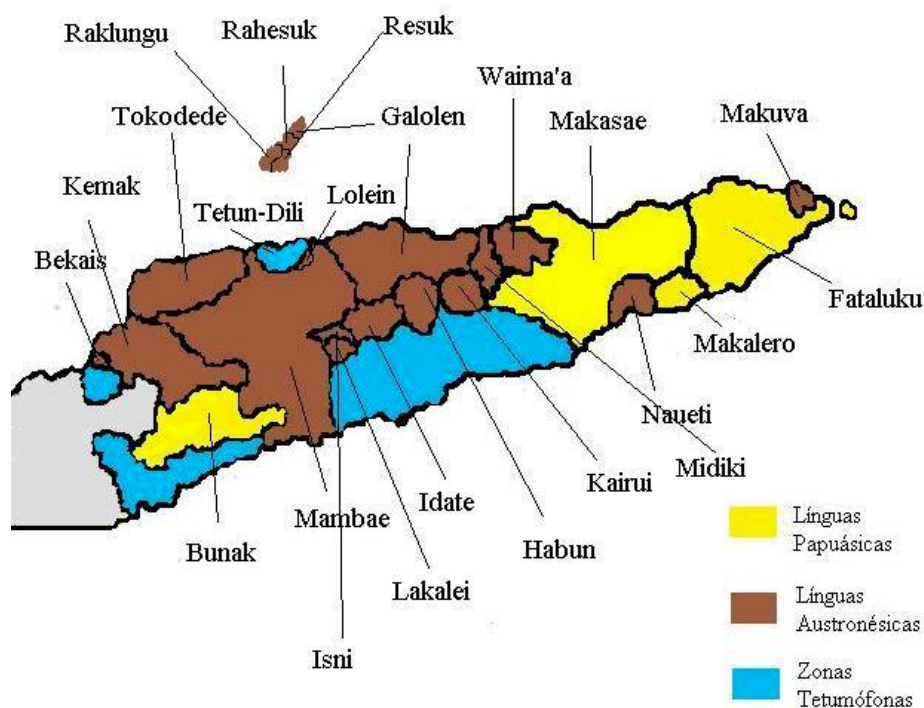 Rahesuk
Resuk
Raklungu
Waima'a
Tokodede
Galolen
Makasae
Makuva
Kemak
Lolein
Tetun-Dili
Bekais
Fataluku
Makalero
Naueti
Midiki
Kairui
Idate
Mambae
Habun
Bunak
Lakalei
Isni
Línguas
Papuásicas
Línguas
Austronésicas
Zonas
Tetumófonas